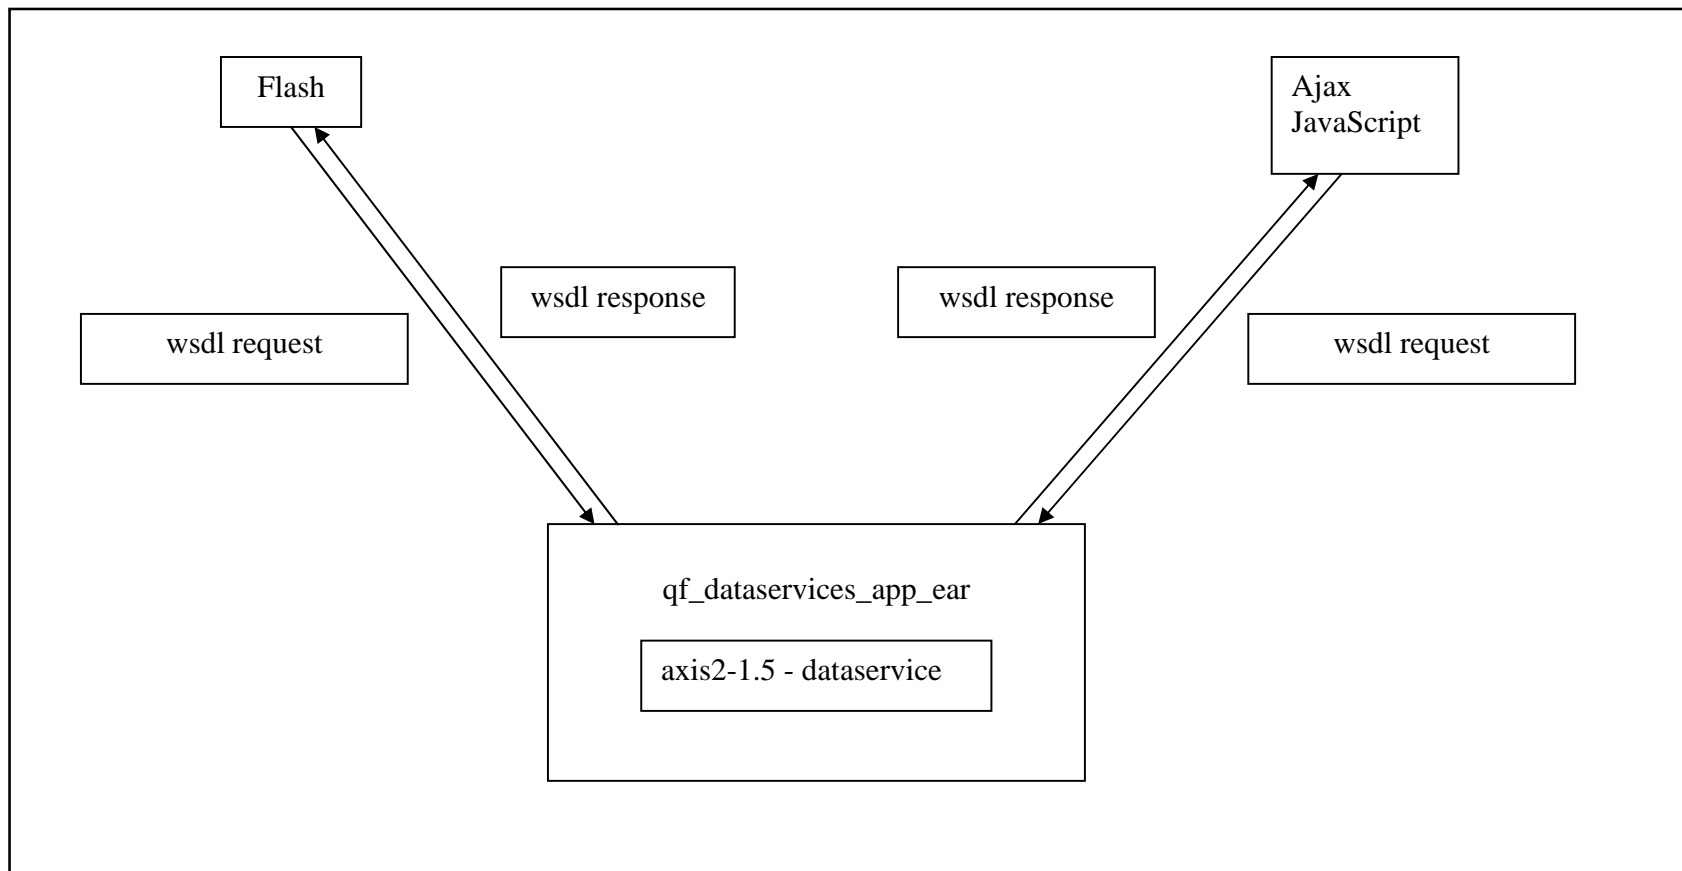 Flash
Ajax
JavaScript
wsdl response
wsdl response
wsdl request
wsdl request
qf_dataservices_app_ear
axis2-1.5 - dataservice